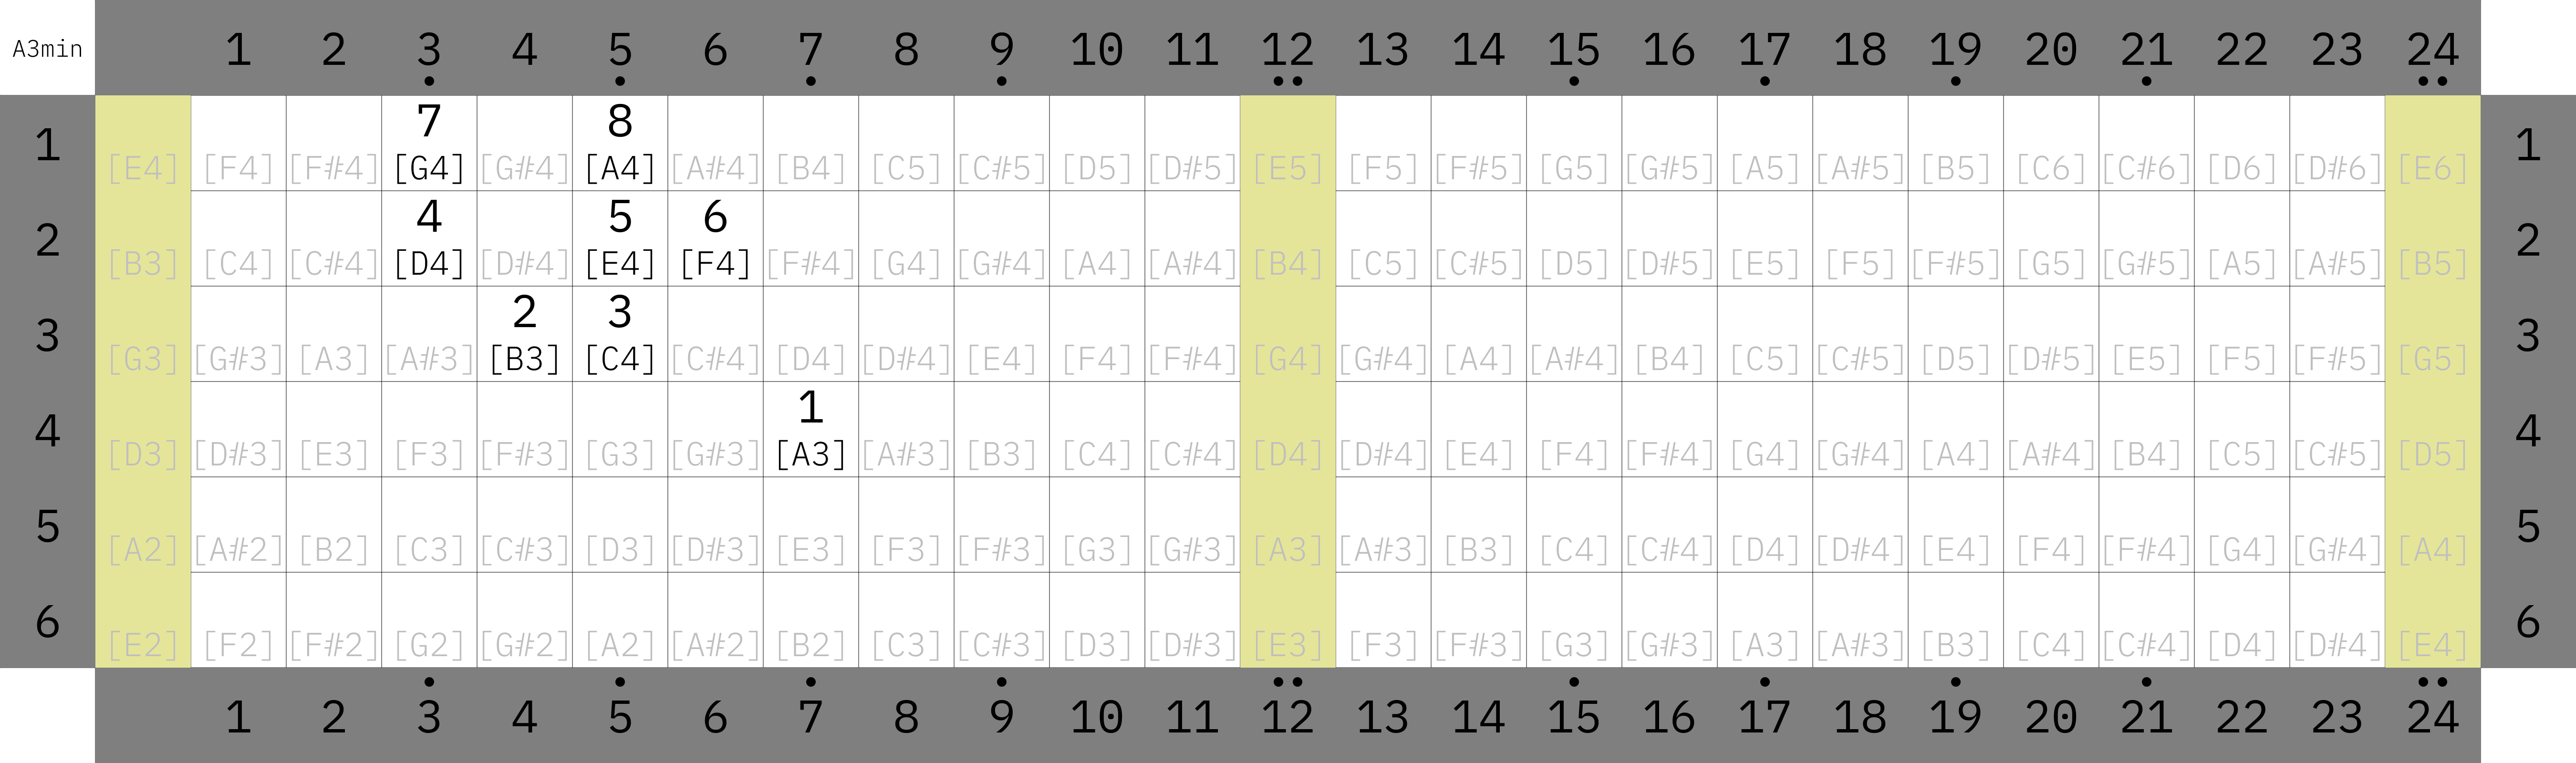 A3min 1 2 3 4 5 6 7 8 9 10 11 12 13 14 15 16 17 18 19 20 21 22 23 24
7 8
1 [E4] [F4] [F#4] [G4] [G#4] [A4] [A#4] [B4] [C5] [C#5] [D5] [D#5] [E5] [F5] [F#5] [G5] [G#5] [A5] [A#5] [B5] [C6] [C#6] [D6] [D#6] [E6] 1
4 5 6
2 [B3] [C4] [C#4] [D4] [D#4] [E4] [F4] [F#4] [G4] [G#4] [A4] [A#4] [B4] [C5] [C#5] [D5] [D#5] [E5] [F5] [F#5] [G5] [G#5] [A5] [A#5] [B5] 2
2 3
3 [G3] [G#3] [A3] [A#3] [B3] [C4] [C#4] [D4] [D#4] [E4] [F4] [F#4] [G4] [G#4] [A4] [A#4] [B4] [C5] [C#5] [D5] [D#5] [E5] [F5] [F#5] [G5] 3
1
4 [D3] [D#3] [E3] [F3] [F#3] [G3] [G#3] [A3] [A#3] [B3] [C4] [C#4] [D4] [D#4] [E4] [F4] [F#4] [G4] [G#4] [A4] [A#4] [B4] [C5] [C#5] [D5] 4
5 [A2] [A#2] [B2] [C3] [C#3] [D3] [D#3] [E3] [F3] [F#3] [G3] [G#3] [A3] [A#3] [B3] [C4] [C#4] [D4] [D#4] [E4] [F4] [F#4] [G4] [G#4] [A4] 5
6 [E2] [F2] [F#2] [G2] [G#2] [A2] [A#2] [B2] [C3] [C#3] [D3] [D#3] [E3] [F3] [F#3] [G3] [G#3] [A3] [A#3] [B3] [C4] [C#4] [D4] [D#4] [E4] 6
1 2 3 4 5 6 7 8 9 10 11 12 13 14 15 16 17 18 19 20 21 22 23 24